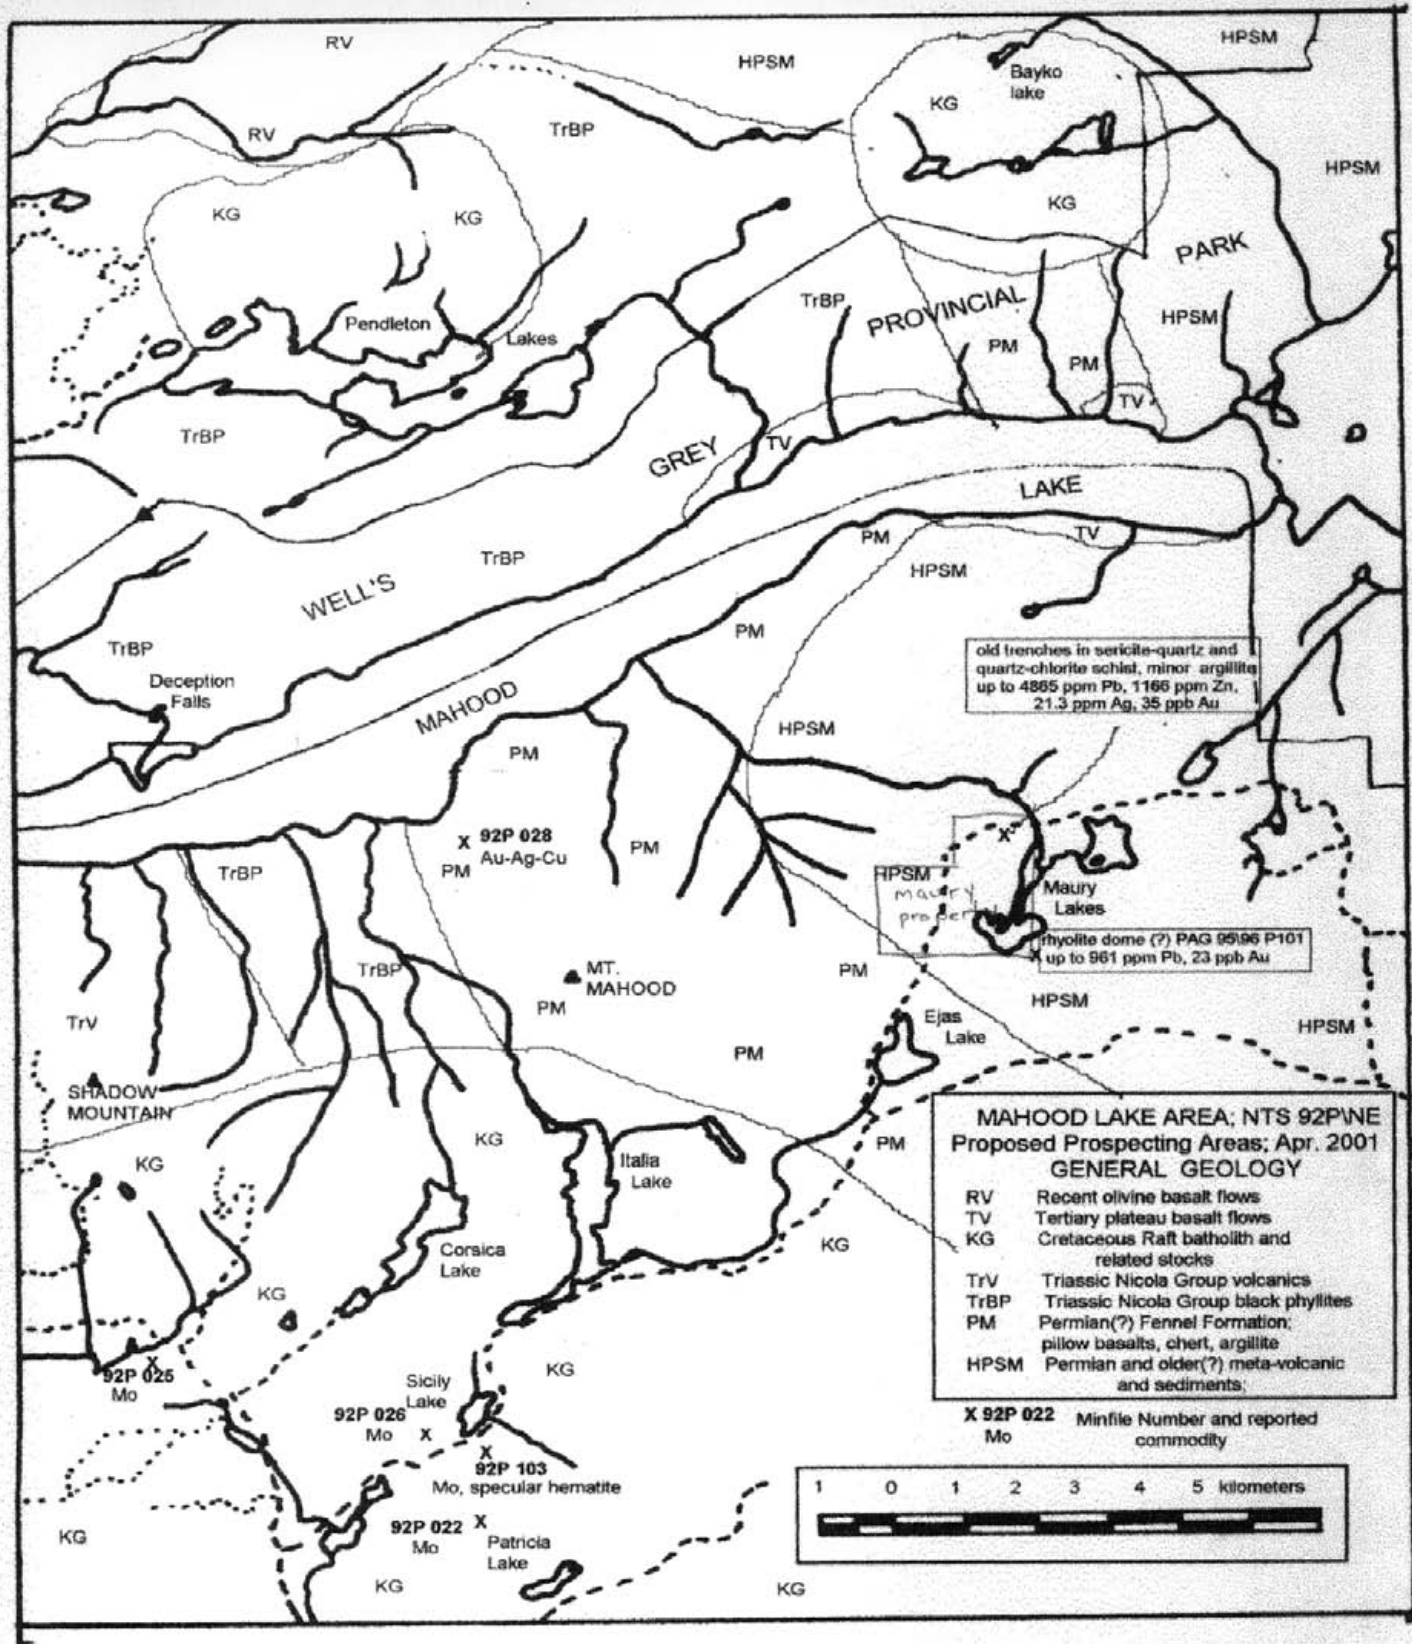 RV
HPSM
HPSM
Bayko
lake
KG
RV
TrBP
HPSM
KG
KG
KG
PARK
TrBP
PROVINCIAL
HPSM
Pendleton
Lakes
PM
PM
TV
TrBP
GREY
TV
LAKE
TV
PM
TrBP
HPSM
WELL'S
PM
TrBP
old trenches in sericite-quartz and
quartz-chlorite schist, minor argillite
up to 4865 ppm Pb, 1166 ppm Zn,
21.3 ppm Ag, 35 ppb Au
Deception
Falls
MAHOOD
HPSM
PM
X 92P 028
Au-Ag-Cu
X
PM
PM
TrBP
HPSM
maury
property
Maury
Lakes
rhyolite dome (?) PAG 95\96 P101
X up to 961 ppm Pb, 23 ppb Au
TrBP
MT.
MAHOOD
PM
HPSM
PM
TrV
Ejas
Lake
HPSM
PM
SHADOW
MOUNTAIN
MAHOOD LAKE AREA; NTS 92P\NE
Proposed Prospecting Areas; Apr. 2001
GENERAL GEOLOGY
RV Recent olivine basalt flows
TV Tertiary plateau basalt flows
KG Cretaceous Raft batholith and
related stocks
TrV Triassic Nicola Group volcanics
TrBP Triassic Nicola Group black phyllites
PM Permian(?) Fennel Formation;
pillow basalts, chert, argillite
HPSM Permian and older(?) meta-volcanic
and sediments;
X 92P 022 Minfile Number and reported
Mo commodity
KG
PM
KG
Italia
Lake
Corsica
Lake
KG
KG
X
92P 025
Mo
KG
Sicily
Lake
92P 026
Mo X
X
92P 103
Mo, specular hematite
1 0 1 2 3 4 5 kilometers
92P 022 X
Mo
Patricia
Lake
KG
KG
KG